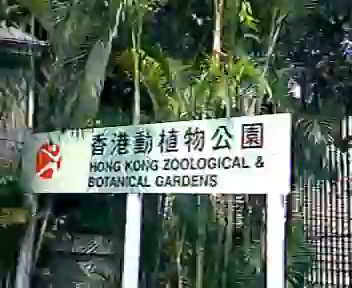 香港動植物公園
HONG KONG ZOOLOGICAL &
BOTANICAL GARDENS